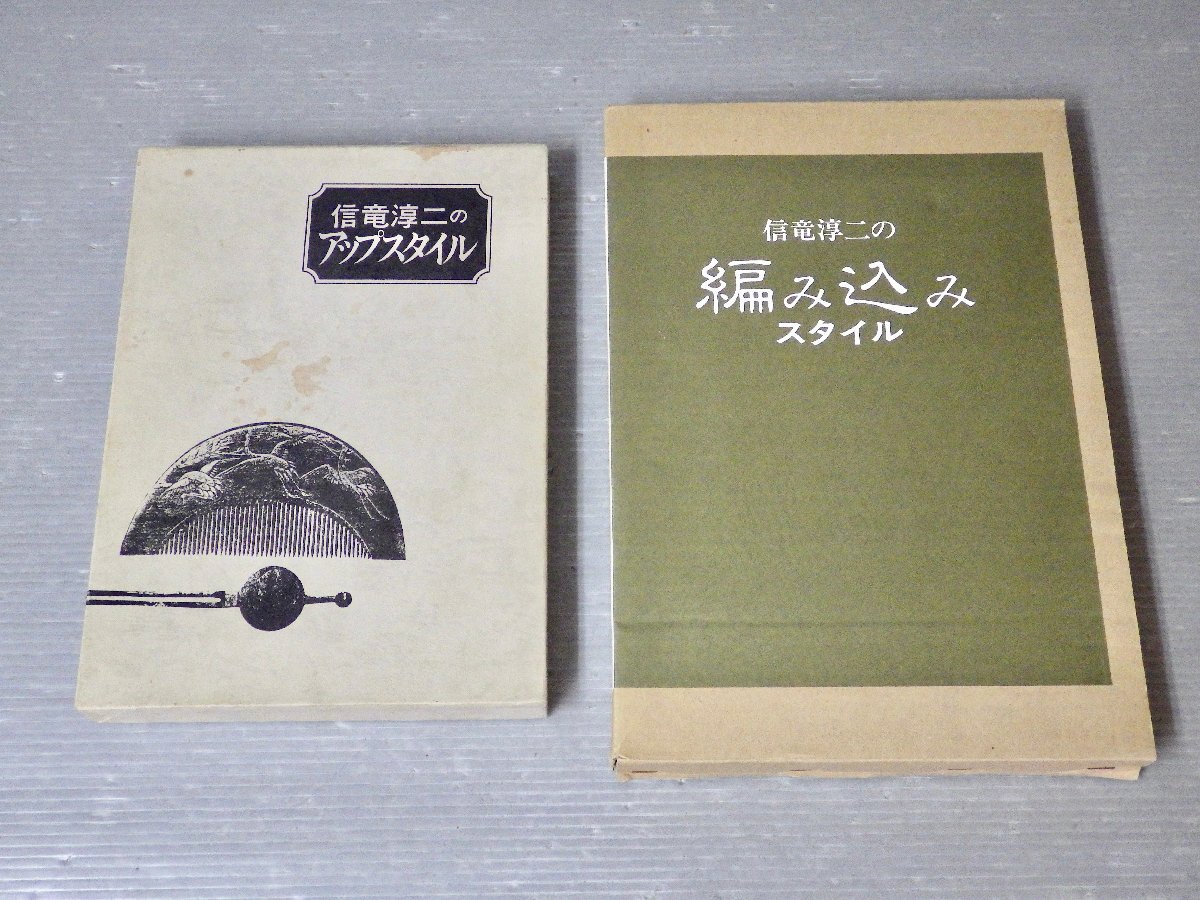 信竜淳二の
アップスタイル
信竜淳二の
編み込み
スタイル